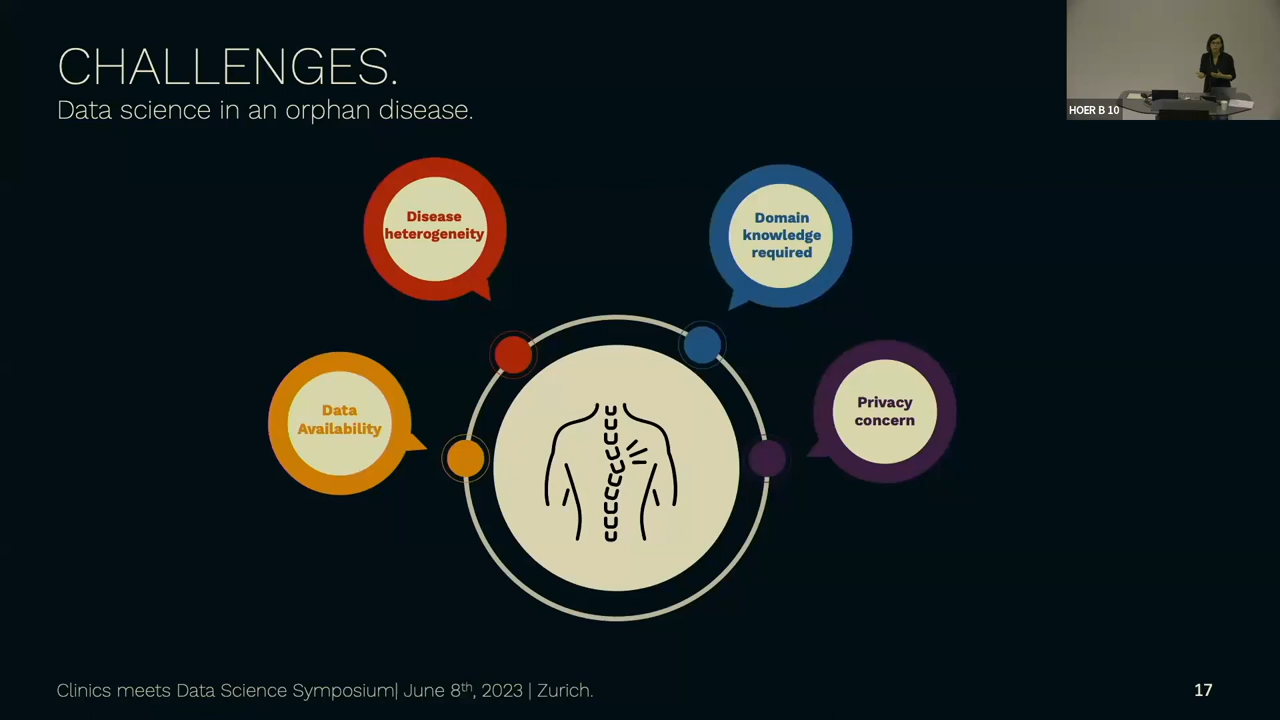 CHALLENGES.
Data science in an orphan disease.
HOER B 10
Disease
heterogeneity
Domain
knowledge
required
Data
Availability
Privacy
concern
Clinics meets Data Science Symposium| June 8th, 2023 | Zurich.
17